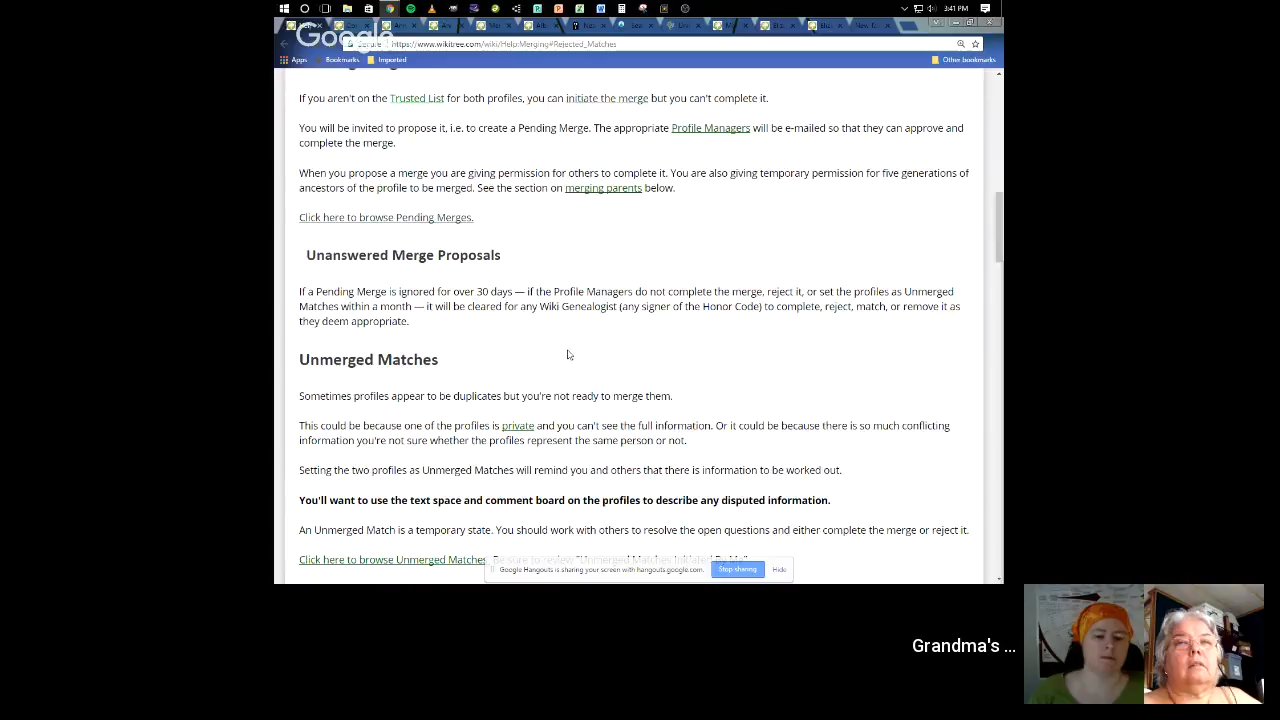 3:41 PM
Google
https://www.wikitree.com/wiki/Help:Merging#Rejected_Matches
Apps Bookmarks Imported Other bookmarks
If you aren't on the Trusted List for both profiles, you can initiate the merge but you can't complete it.
You will be invited to propose it, i.e. to create a Pending Merge. The appropriate Profile Managers will be e-mailed so that they can approve and
complete the merge.
When you propose a merge you are giving permission for others to complete it. You are also giving temporary permission for five generations of
ancestors of the profile to be merged. See the section on merging parents below.
Click here to browse Pending Merges.
Unanswered Merge Proposals
If a Pending Merge is ignored for over 30 days — if the Profile Managers do not complete the merge, reject it, or set the profiles as Unmerged
Matches within a month — it will be cleared for any Wiki Genealogist (any signer of the Honor Code) to complete, reject, match, or remove it as
they deem appropriate.
Unmerged Matches
Sometimes profiles appear to be duplicates but you're not ready to merge them.
This could be because one of the profiles is private and you can't see the full information. Or it could be because there is so much conflicting
information you're not sure whether the profiles represent the same person or not.
Setting the two profiles as Unmerged Matches will remind you and others that there is information to be worked out.
You'll want to use the text space and comment board on the profiles to describe any disputed information.
An Unmerged Match is a temporary state. You should work with others to resolve the open questions and either complete the merge or reject it.
Click here to browse Unmerged Matches. Be sure to review "Unmerged Matches Initiated By Me"
Google Hangouts is sharing your screen with hangouts.google.com. Stop sharing Hide
Grandma's ...